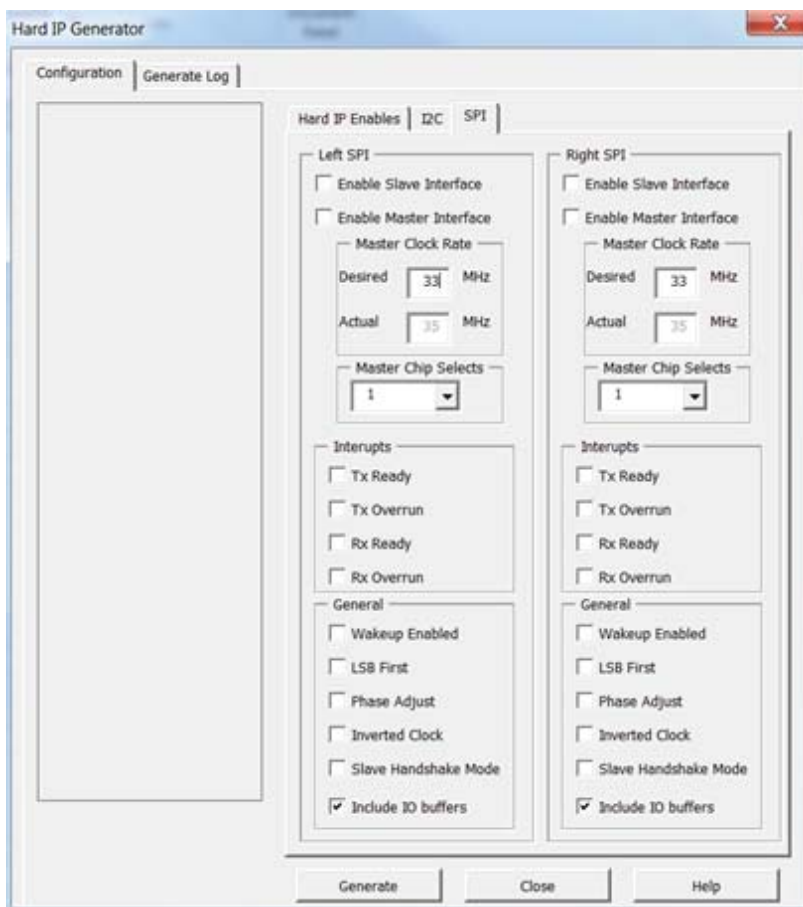 Hard IP Generator
Configuration
Generate Log
Hard IP Enables
I2C
SPI
Left SPI
Enable Slave Interface
Enable Master Interface
Master Clock Rate
Desired 33 MHz
Actual 35 MHz
Master Chip Selects
1
Interupts
Tx Ready
Tx Overrun
Rx Ready
Rx Overrun
General
Wakeup Enabled
LSB First
Phase Adjust
Inverted Clock
Slave Handshake Mode
Include IO buffers
Right SPI
Enable Slave Interface
Enable Master Interface
Master Clock Rate
Desired 33 MHz
Actual 35 MHz
Master Chip Selects
1
Interupts
Tx Ready
Tx Overrun
Rx Ready
Rx Overrun
General
Wakeup Enabled
LSB First
Phase Adjust
Inverted Clock
Slave Handshake Mode
Include IO buffers
Generate
Close
Help